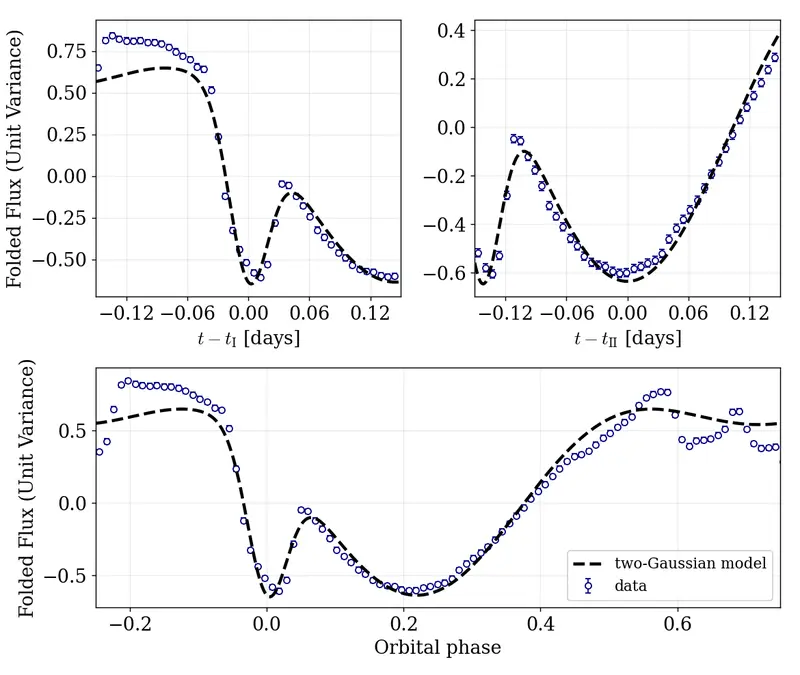 Folded Flux (Unit Variance)
0.75
0.50
0.25
0.00
−0.25
−0.50
−0.12 −0.06 0.00 0.06 0.12
t − t_I [days]
0.4
0.2
0.0
−0.2
−0.4
−0.6
−0.12 −0.06 0.00 0.06 0.12
t − t_II [days]
Folded Flux (Unit Variance)
0.5
0.0
−0.5
two-Gaussian model
data
−0.2 0.0 0.2 0.4 0.6
Orbital phase